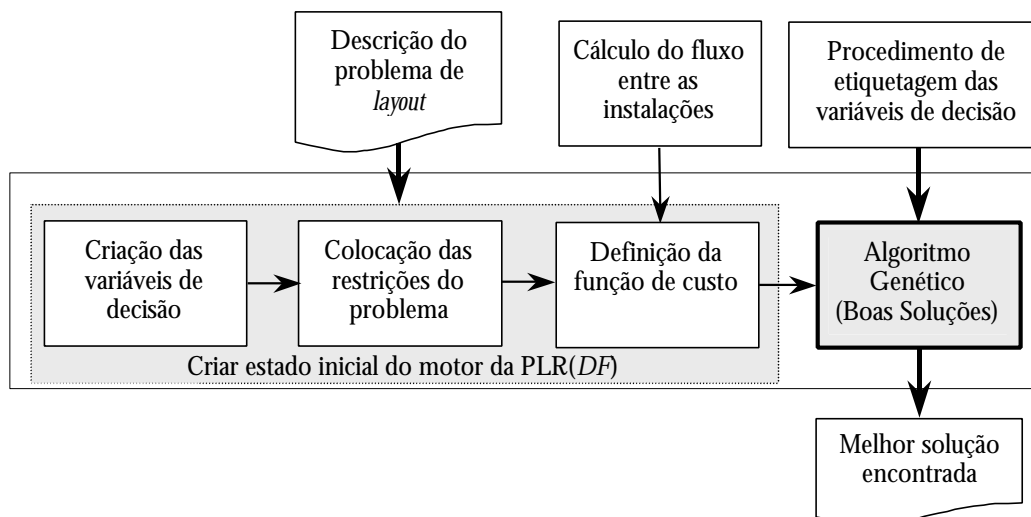 Descrição do
problema de
layout
Cálculo do fluxo
entre as
instalações
Procedimento de
etiquetagem das
variáveis de decisão
Criação das
variáveis de
decisão
Colocação das
restrições do
problema
Definição da
função de custo
Algoritmo
Genético
(Boas Soluções)
Criar estado inicial do motor da PLR(DF)
Melhor solução
encontrada